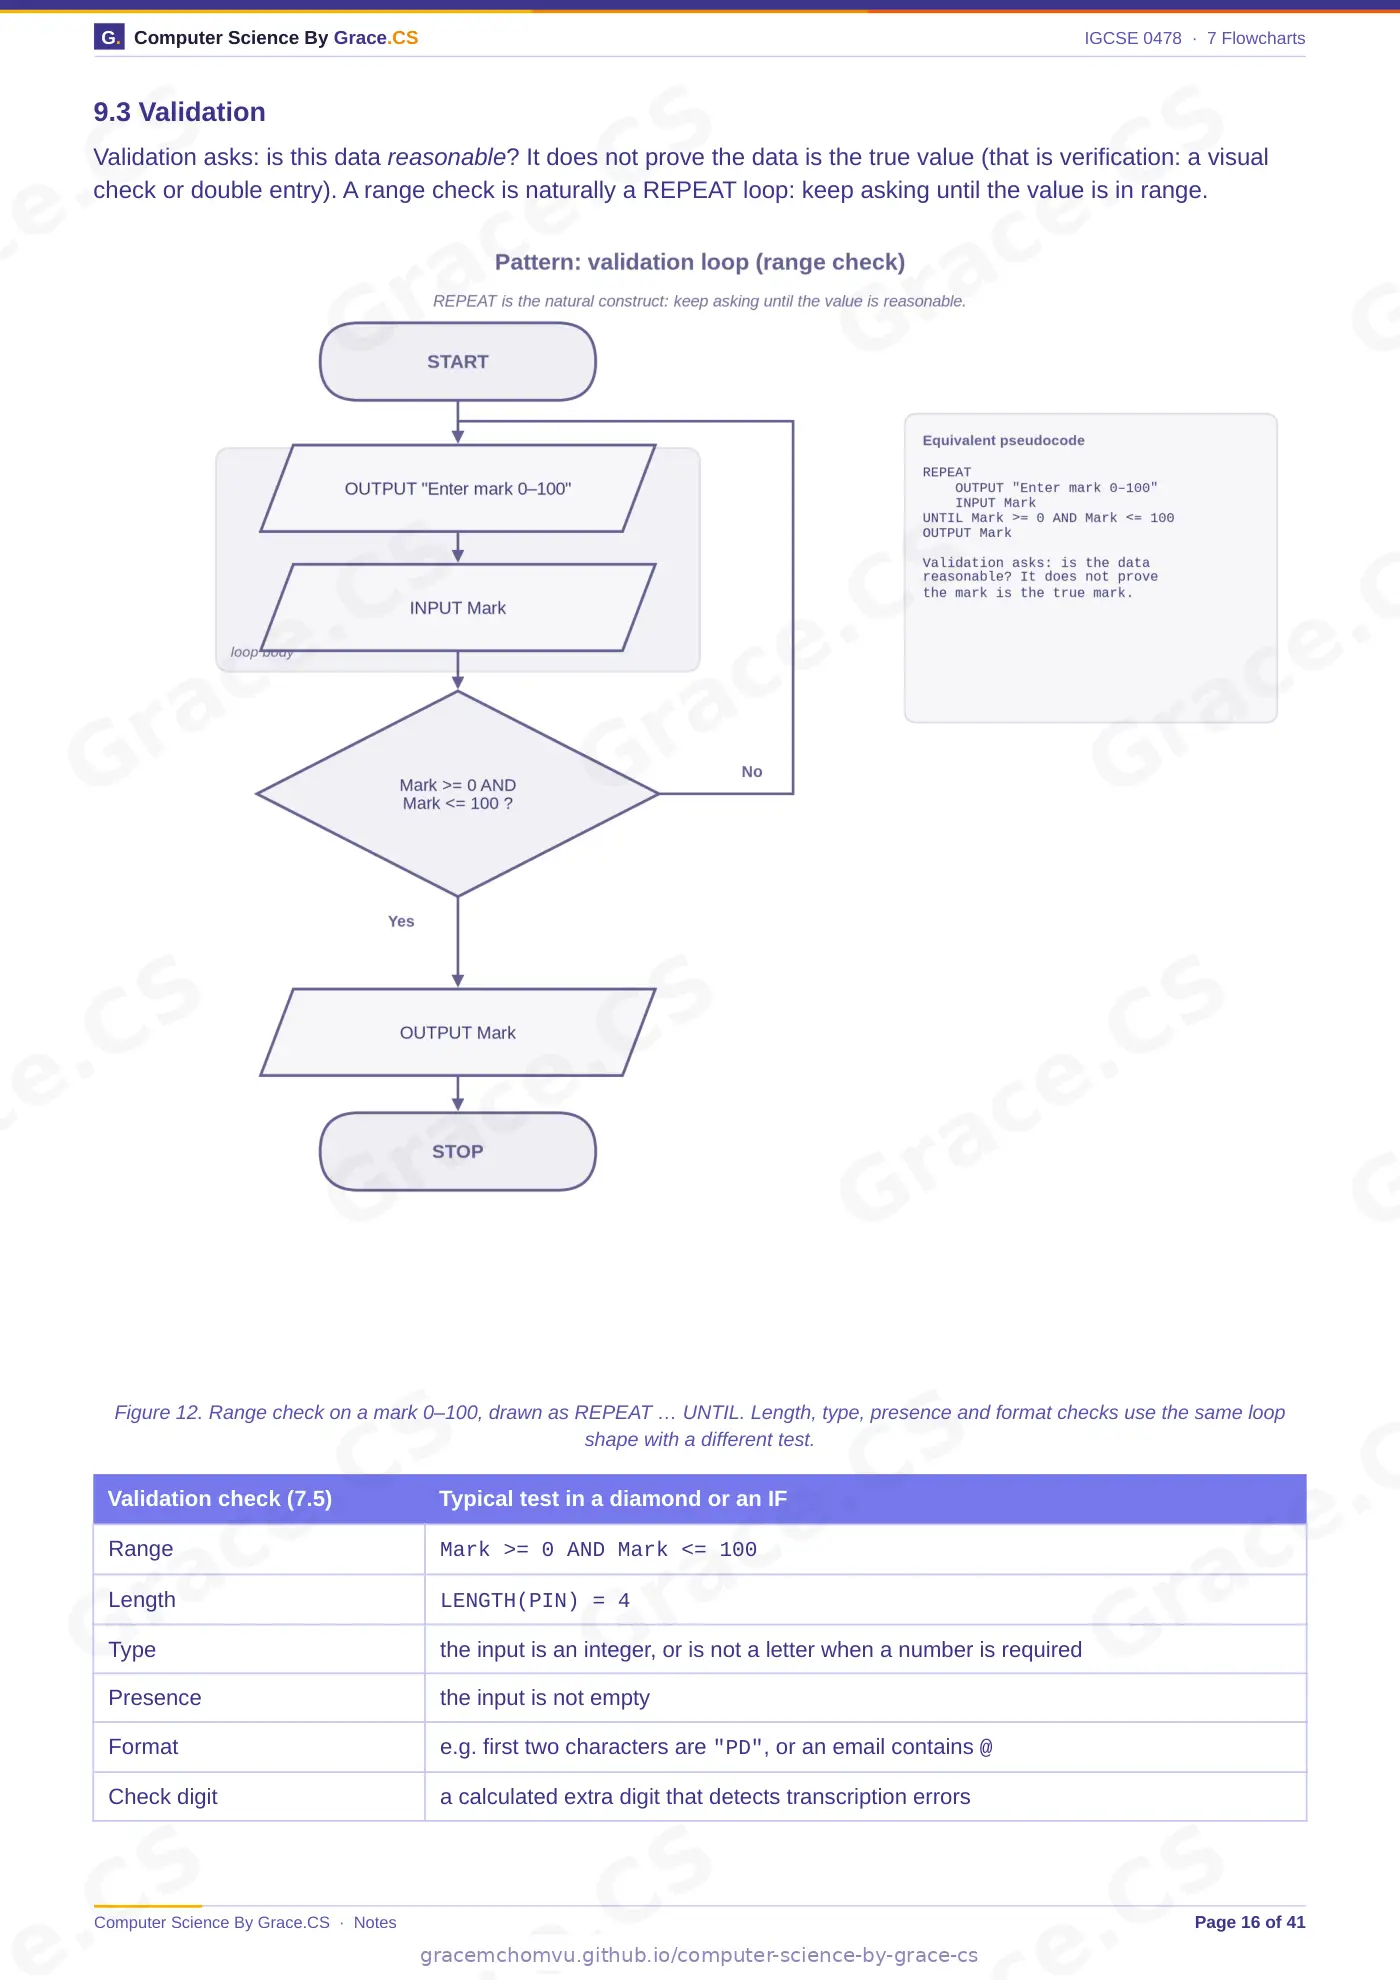 G. Computer Science By Grace.CS
IGCSE 0478 · 7 Flowcharts
9.3 Validation
Validation asks: is this data reasonable? It does not prove the data is the true value (that is verification: a visual
check or double entry). A range check is naturally a REPEAT loop: keep asking until the value is in range.
Pattern: validation loop (range check)
REPEAT is the natural construct: keep asking until the value is reasonable.
START
OUTPUT "Enter mark 0–100"
INPUT Mark
loop body
Mark >= 0 AND
Mark <= 100 ?
No
Yes
OUTPUT Mark
STOP
Equivalent pseudocode
REPEAT
    OUTPUT "Enter mark 0–100"
    INPUT Mark
UNTIL Mark >= 0 AND Mark <= 100
OUTPUT Mark
Validation asks: is the data
reasonable? It does not prove
the mark is the true mark.
Figure 12. Range check on a mark 0–100, drawn as REPEAT … UNTIL. Length, type, presence and format checks use the same loop
shape with a different test.
Validation check (7.5) Typical test in a diamond or an IF
Range Mark >= 0 AND Mark <= 100
Length LENGTH(PIN) = 4
Type the input is an integer, or is not a letter when a number is required
Presence the input is not empty
Format e.g. first two characters are "PD", or an email contains @
Check digit a calculated extra digit that detects transcription errors
Computer Science By Grace.CS · Notes
Page 16 of 41
gracemchomvu.github.io/computer-science-by-grace-cs
Grace.CS